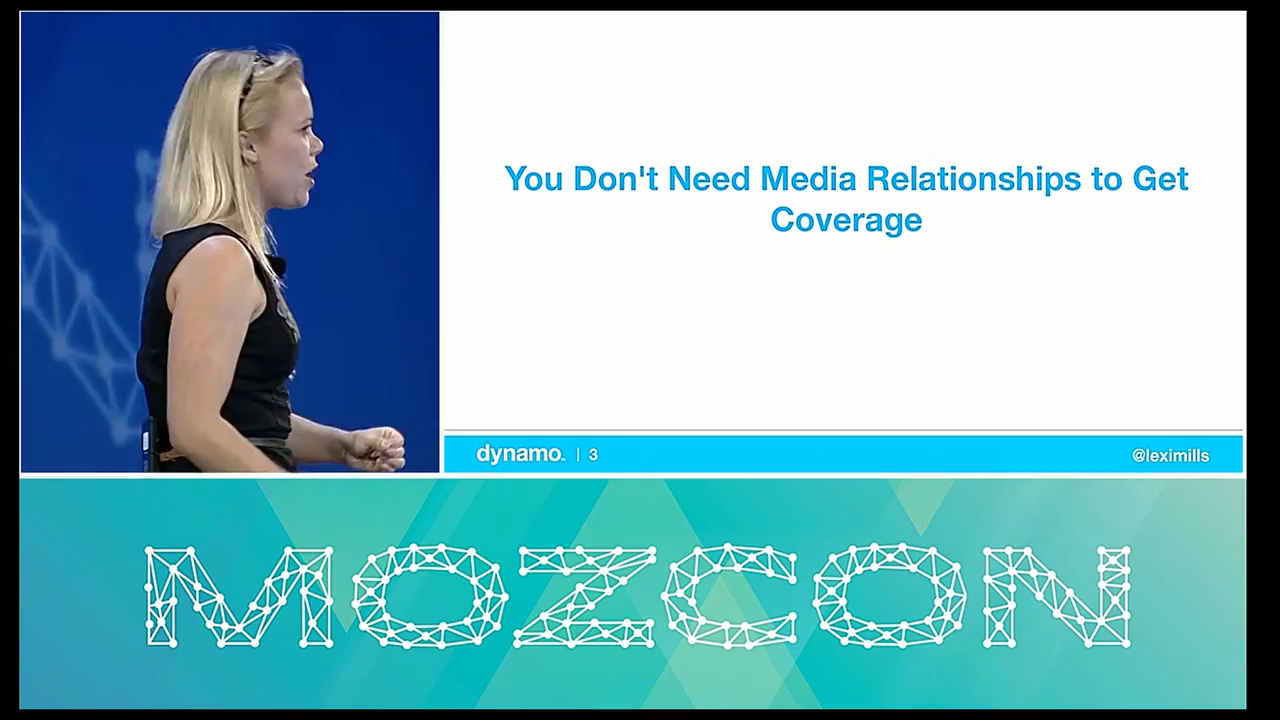 You Don't Need Media Relationships to Get
Coverage
dynamo. | 3
@leximills
MOZCON